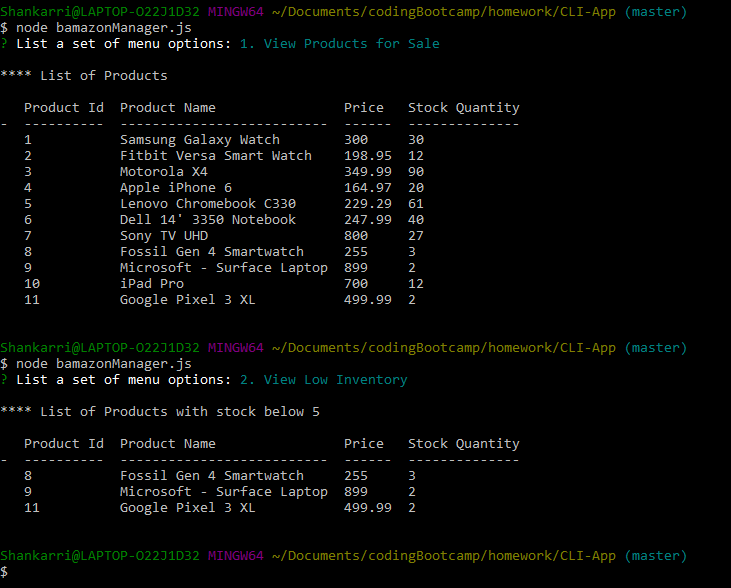 Shankarri@LAPTOP-O22J1D32 MINGW64 ~/Documents/codingBootcamp/homework/CLI-App (master)
$ node bamazonManager.js
? List a set of menu options: 1. View Products for Sale
**** List of Products
   Product Id  Product Name                Price   Stock Quantity
-  ----------  --------------------------  ------  --------------
   1           Samsung Galaxy Watch        300     30
   2           Fitbit Versa Smart Watch    198.95  12
   3           Motorola X4                 349.99  90
   4           Apple iPhone 6              164.97  20
   5           Lenovo Chromebook C330      229.29  61
   6           Dell 14' 3350 Notebook      247.99  40
   7           Sony TV UHD                 800     27
   8           Fossil Gen 4 Smartwatch     255     3
   9           Microsoft - Surface Laptop  899     2
   10          iPad Pro                    700     12
   11          Google Pixel 3 XL           499.99  2
Shankarri@LAPTOP-O22J1D32 MINGW64 ~/Documents/codingBootcamp/homework/CLI-App (master)
$ node bamazonManager.js
? List a set of menu options: 2. View Low Inventory
**** List of Products with stock below 5
   Product Id  Product Name                Price   Stock Quantity
-  ----------  --------------------------  ------  --------------
   8           Fossil Gen 4 Smartwatch     255     3
   9           Microsoft - Surface Laptop  899     2
   11          Google Pixel 3 XL           499.99  2
Shankarri@LAPTOP-O22J1D32 MINGW64 ~/Documents/codingBootcamp/homework/CLI-App (master)
$